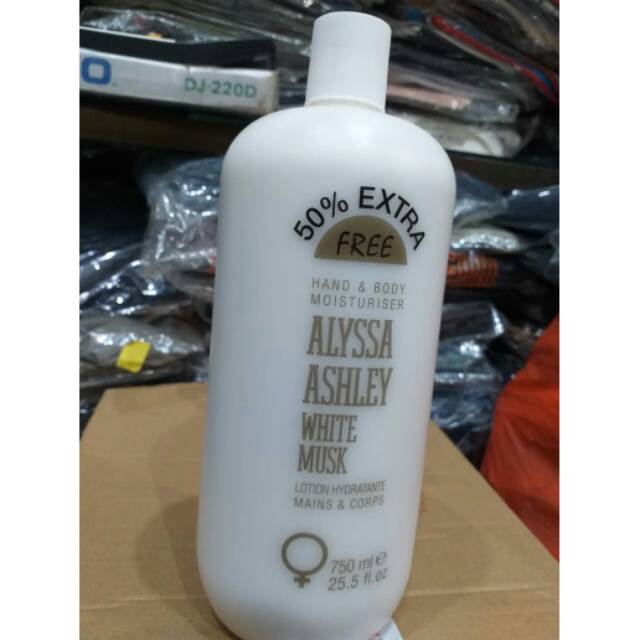 O.
DJ-220D
50% EXTRA
FREE
HAND & BODY
MOISTURISER
ALYSSA
ASHLEY
WHITE
MUSK
LOTION HYDRATANTE
MAINS & CORPS
750 ml e
25.5 fl.oz.